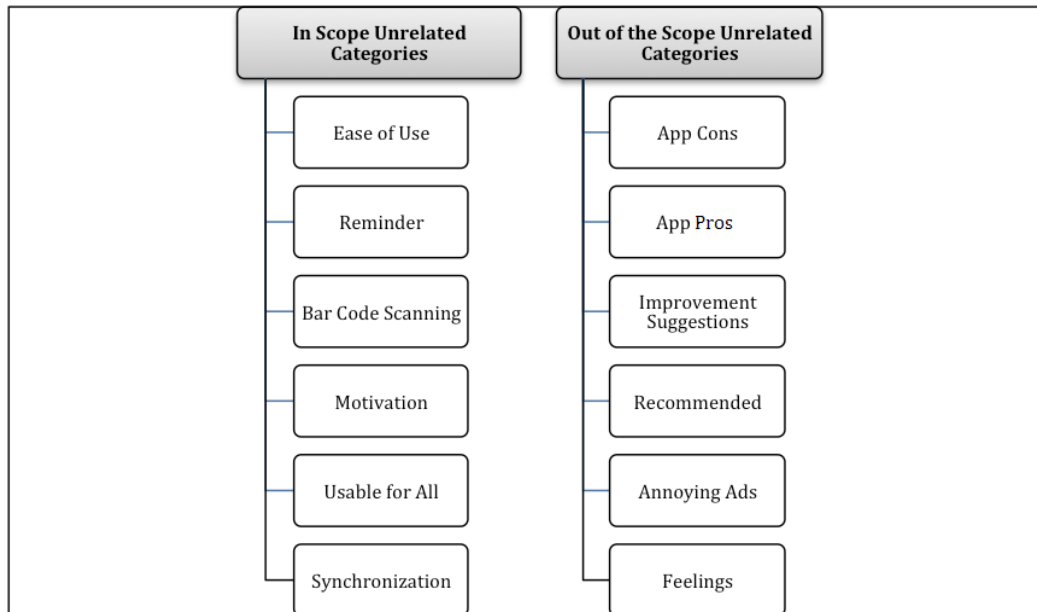 In Scope Unrelated
Categories
Ease of Use
Reminder
Bar Code Scanning
Motivation
Usable for All
Synchronization
Out of the Scope Unrelated
Categories
App Cons
App Pros
Improvement
Suggestions
Recommended
Annoying Ads
Feelings